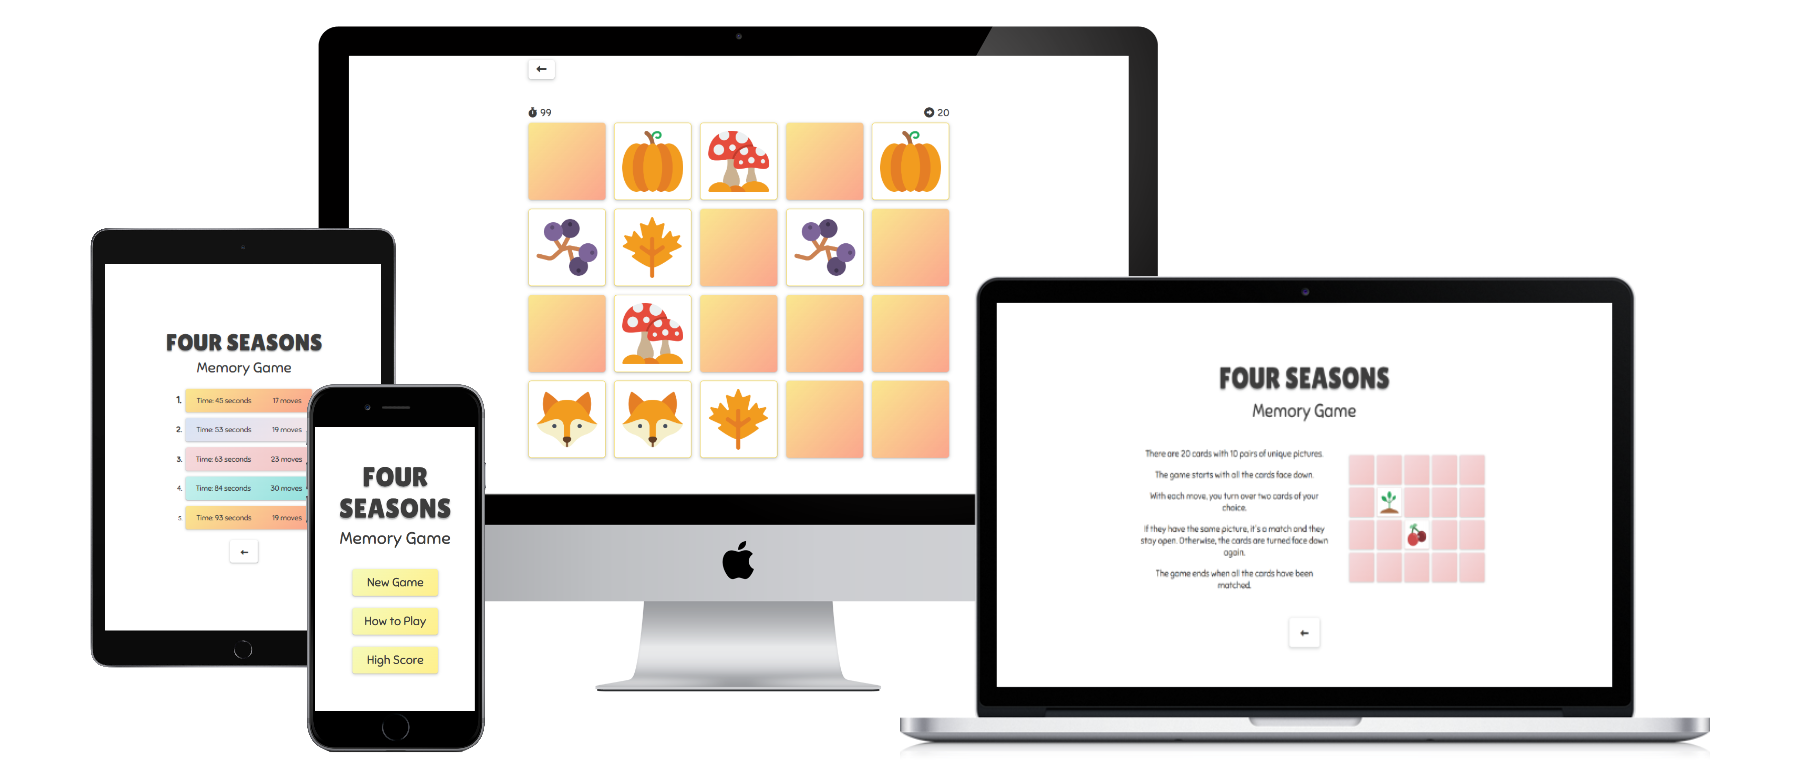 99
20
FOUR SEASONS
Memory Game
1. Time: 45 seconds 17 moves
2. Time: 53 seconds 19 moves
3. Time: 63 seconds 23 moves
4. Time: 84 seconds 30 moves
5. Time: 93 seconds 19 moves
FOUR
SEASONS
Memory Game
New Game
How to Play
High Score
FOUR SEASONS
Memory Game
There are 20 cards with 10 pairs of unique pictures.
The game starts with all the cards face down.
With each move, you turn over two cards of your
choice.
If they have the same picture, it's a match and they
stay open. Otherwise, the cards are turned face down
again.
The game ends when all the cards have been
matched.